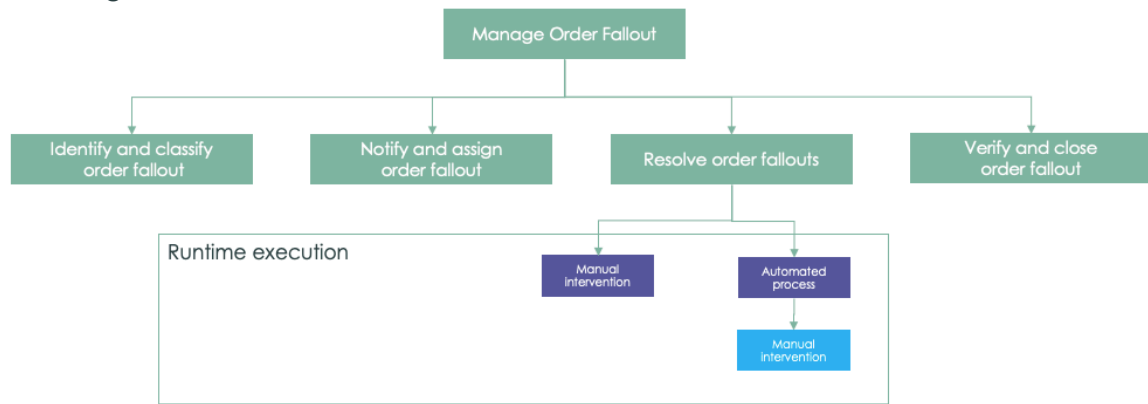 Manage Order Fallout
Identify and classify
order fallout
Notify and assign
order fallout
Resolve order fallouts
Verify and close
order fallout
Runtime execution
Manual
intervention
Automated
process
Manual
intervention